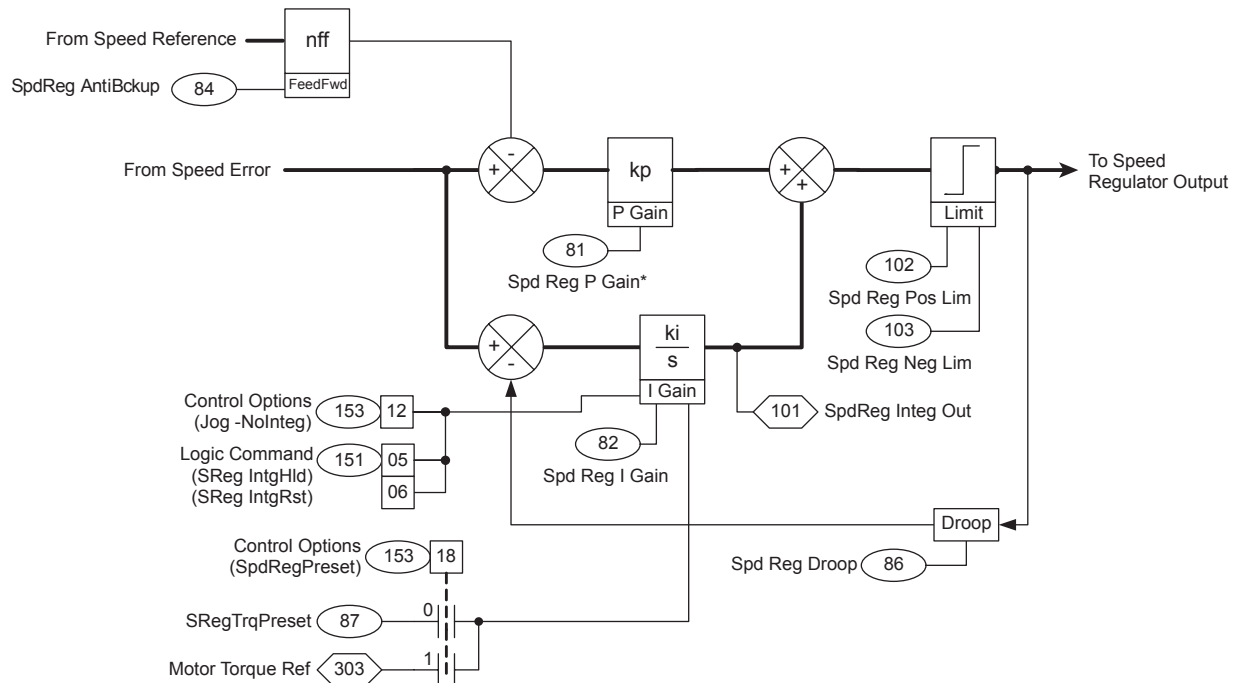 From Speed Reference
nff
FeedFwd
SpdReg AntiBckup
84
From Speed Error
-
+
kp
P Gain
81
Spd Reg P Gain*
+
+
Limit
To Speed
Regulator Output
102
Spd Reg Pos Lim
103
Spd Reg Neg Lim
+
-
ki
s
I Gain
82
Spd Reg I Gain
101
SpdReg Integ Out
Control Options
(Jog -NoInteg)
153
12
Logic Command
(SReg IntgHld)
(SReg IntgRst)
151
05
06
Droop
Spd Reg Droop
86
Control Options
(SpdRegPreset)
153
18
SRegTrqPreset
87
0
Motor Torque Ref
303
1